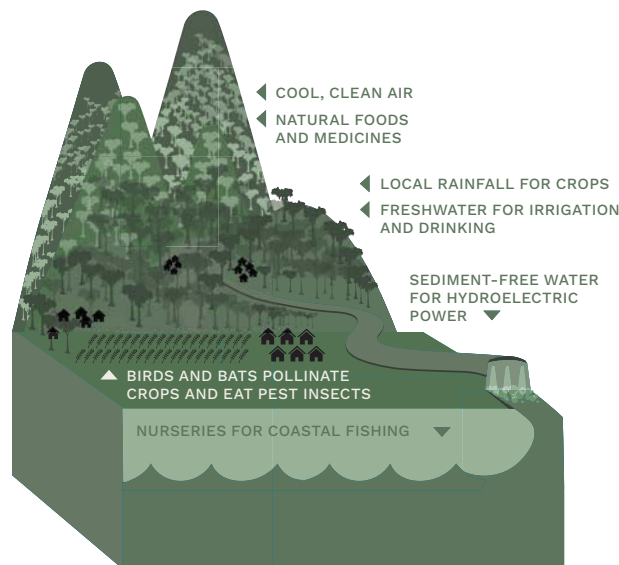 COOL, CLEAN AIR
NATURAL FOODS
AND MEDICINES
LOCAL RAINFALL FOR CROPS
FRESHWATER FOR IRRIGATION
AND DRINKING
SEDIMENT-FREE WATER
FOR HYDROELECTRIC
POWER
BIRDS AND BATS POLLINATE
CROPS AND EAT PEST INSECTS
NURSERIES FOR COASTAL FISHING